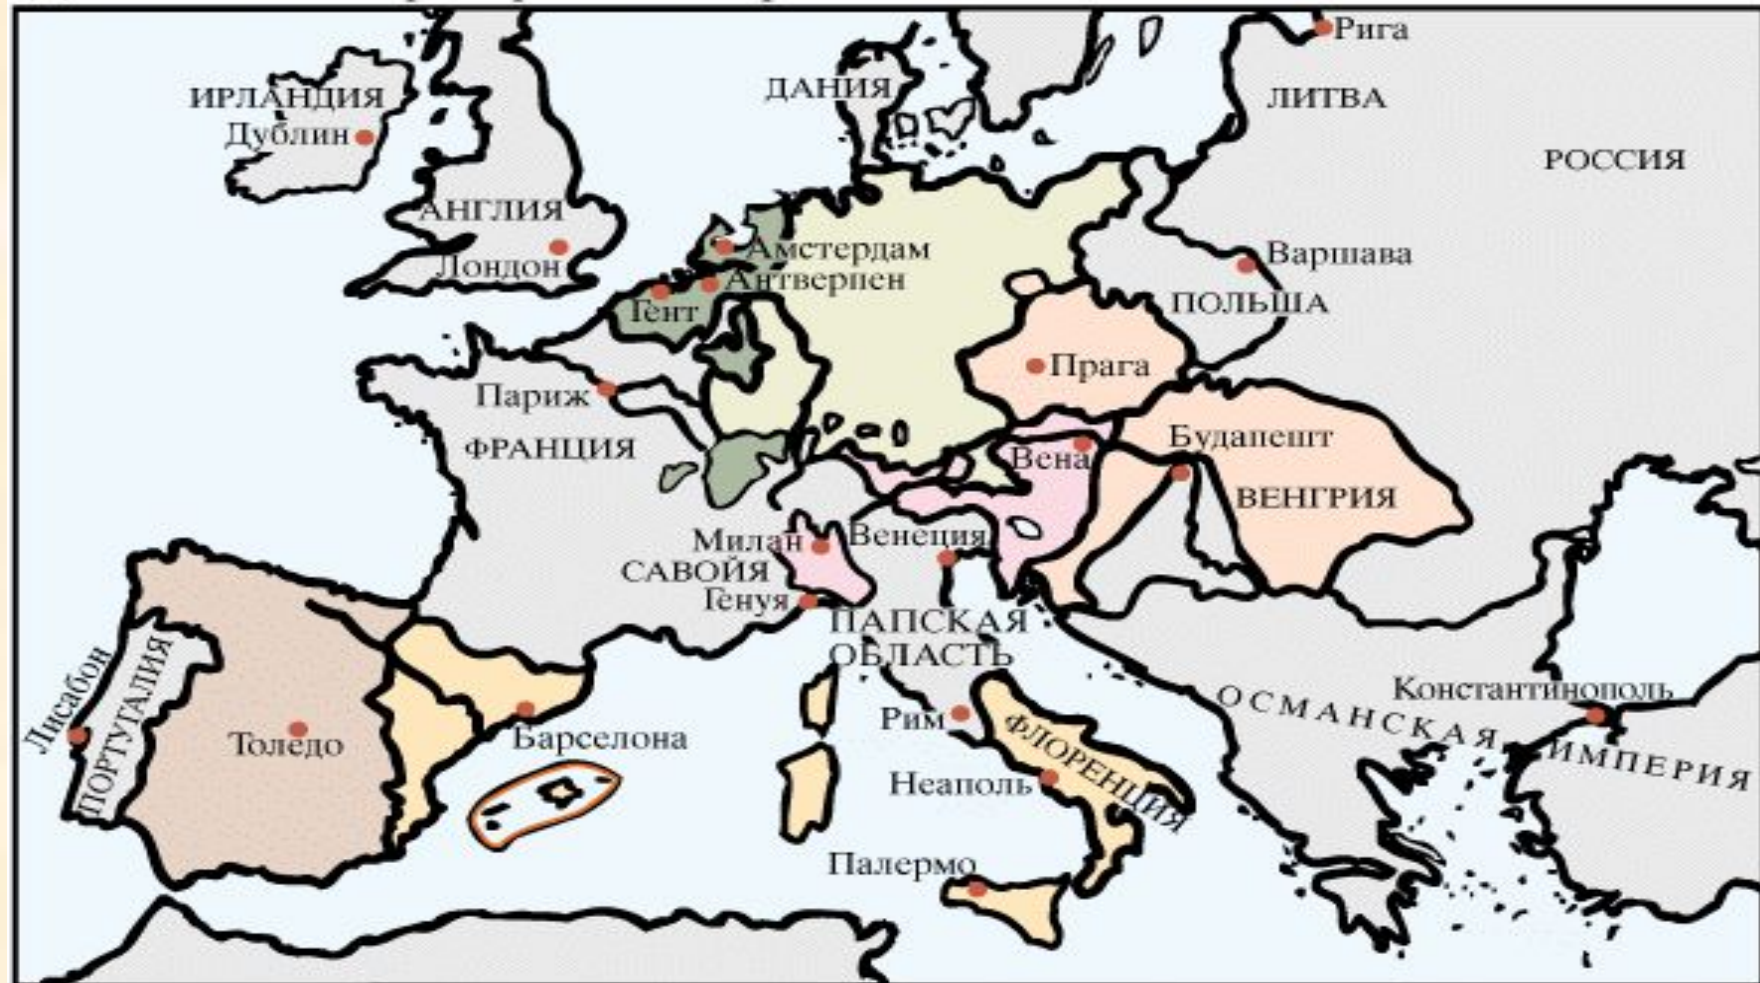 Рига
ИРЛАНДИЯ
ДАНИЯ
ЛИТВА
Дублин
РОССИЯ
АНГЛИЯ
Амстердам
Варшава
Лондон
Антверпен
Гент
ПОЛЬША
Прага
Париж
ФРАНЦИЯ
Будапешт
Вена
ВЕНГРИЯ
Милан
Венеция
САВОЙЯ
Генуя
ПАПСКАЯ
ОБЛАСТЬ
Лисабон
ПОРТУГАЛИЯ
Толедо
Барселона
Рим
ФЛОРЕНЦИЯ
Неаполь
Константинополь
ОСМАНСКАЯ ИМПЕРИЯ
Палермо